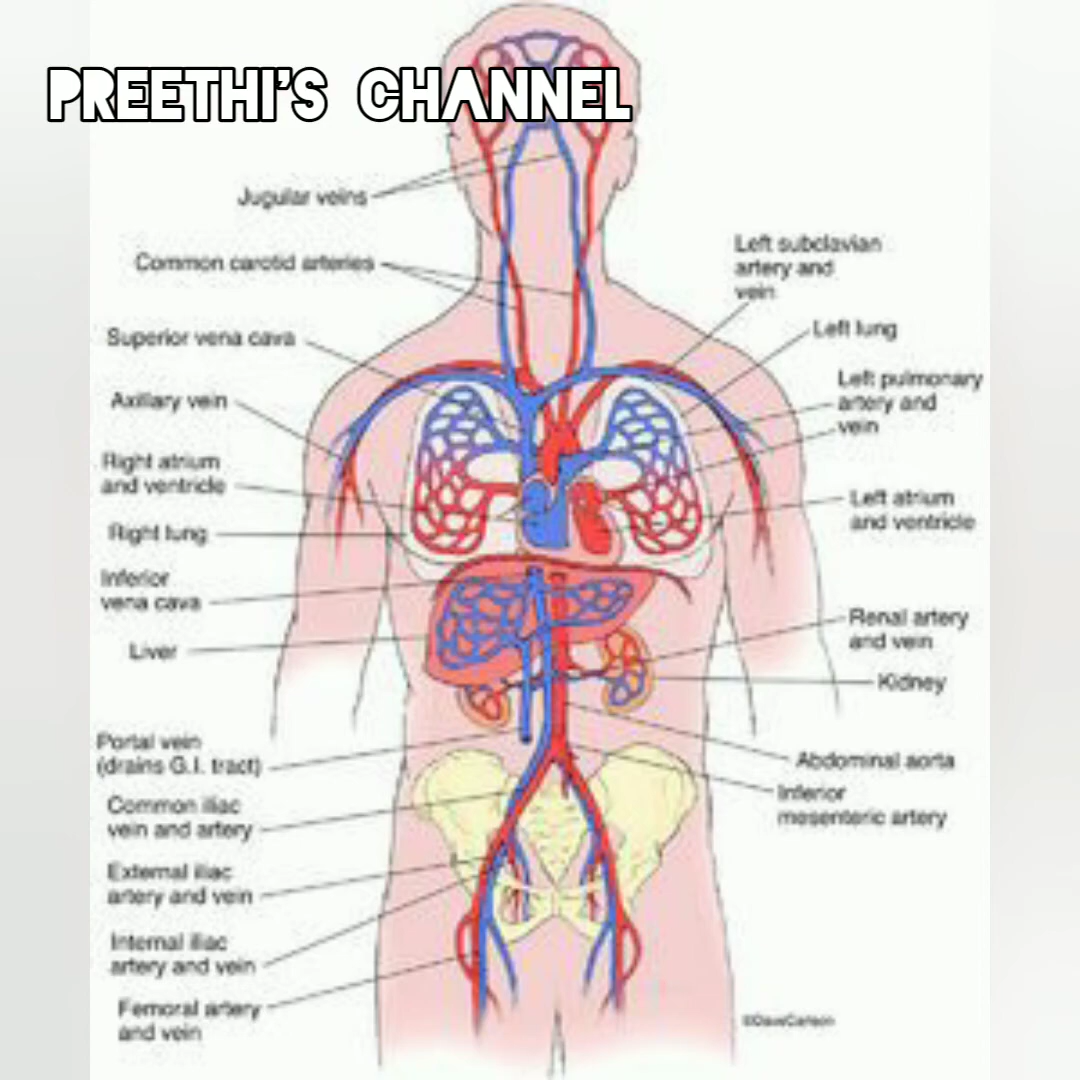 PREETHI'S CHANNEL
Jugular veins
Common carotid arteries
Superior vena cava
Axillary vein
Right atrium
and ventricle
Right lung
Inferior
vena cava
Liver
Portal vein
(drains G.I. tract)
Common iliac
vein and artery
External iliac
artery and vein
Internal iliac
artery and vein
Femoral artery
and vein
Left subclavian
artery and
vein
Left lung
Left pulmonary
artery and
vein
Left atrium
and ventricle
Renal artery
and vein
Kidney
Abdominal aorta
Inferior
mesenteric artery
©DaveCarlson